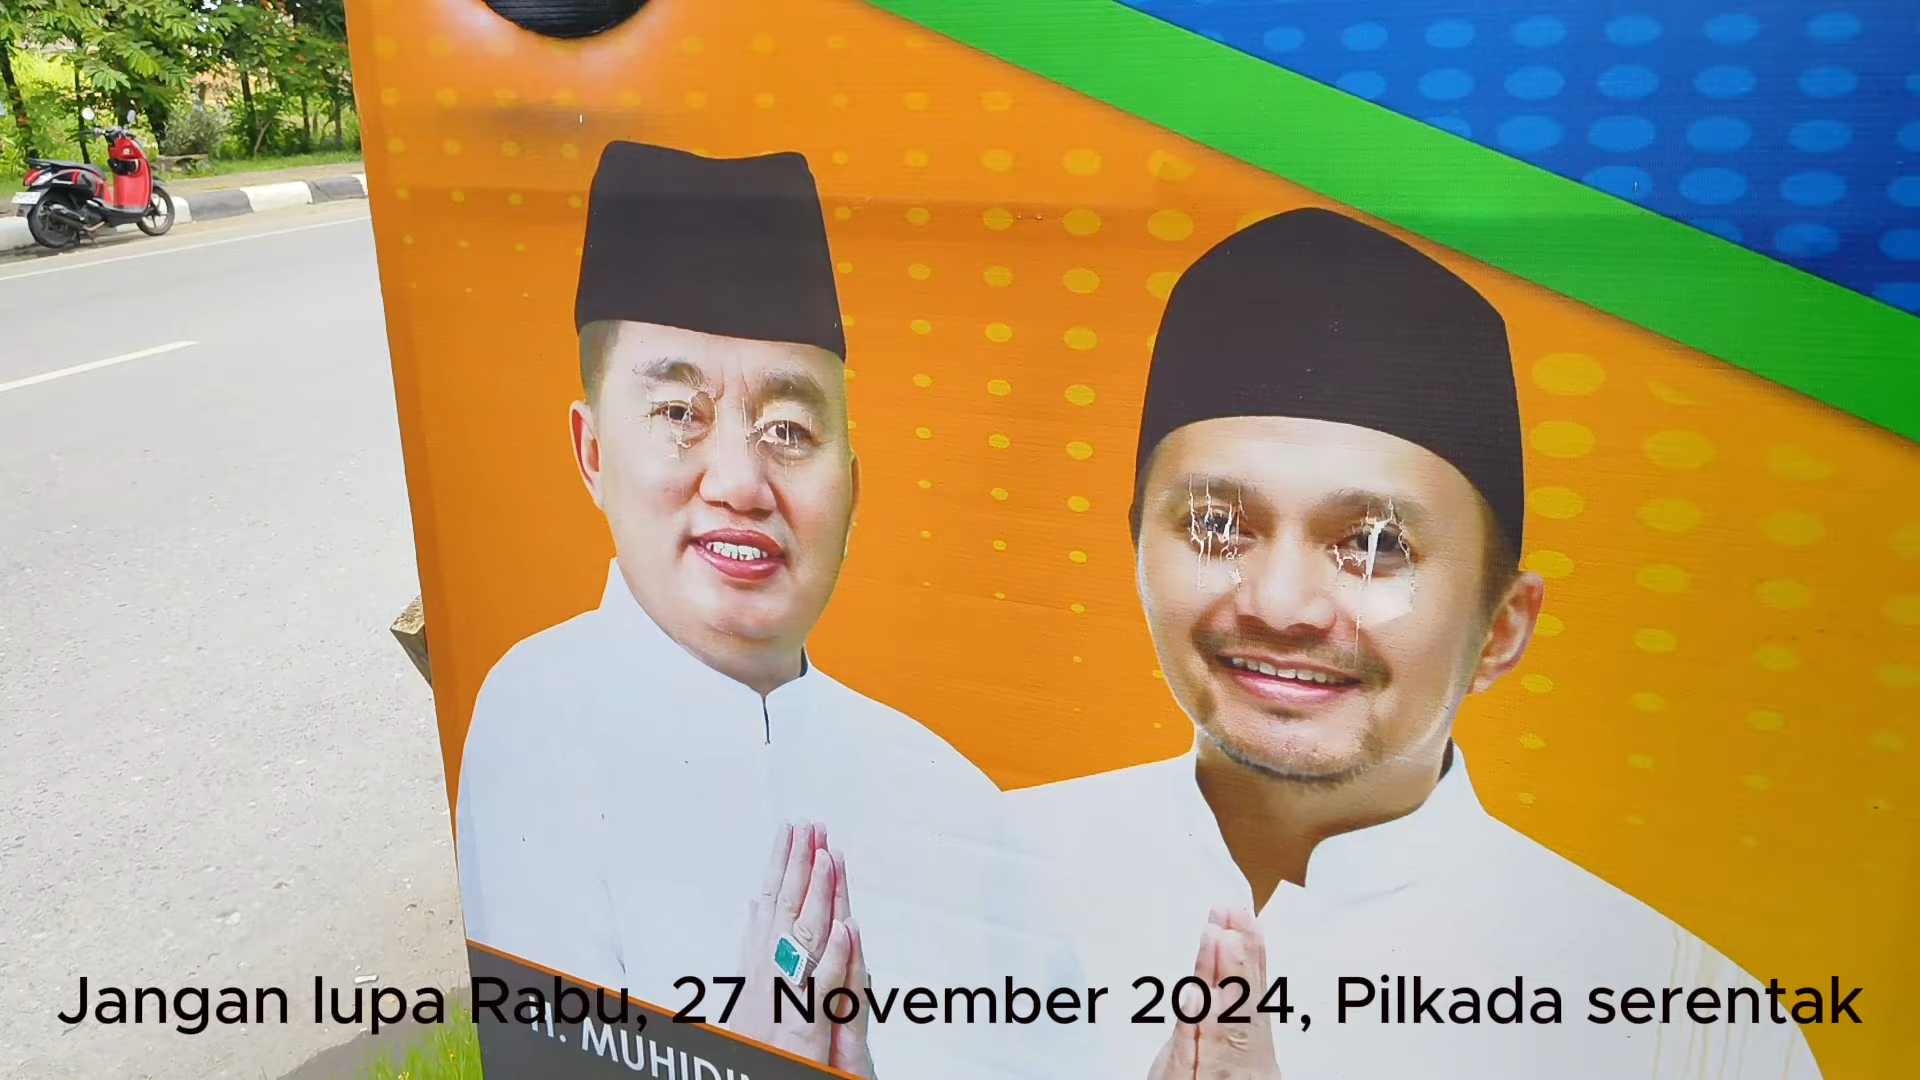 Jangan lupa Rabu, 27 November 2024, Pilkada serentak
H. MUHIDI